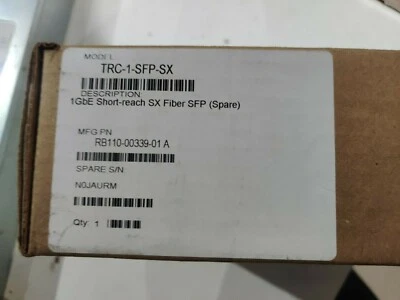 MODEL
TRC-1-SFP-SX
DESCRIPTION
1GbE Short-reach SX Fiber SFP (Spare)
MFG PN
RB110-00339-01 A
SPARE S/N
N0JAURM
Qty: 1